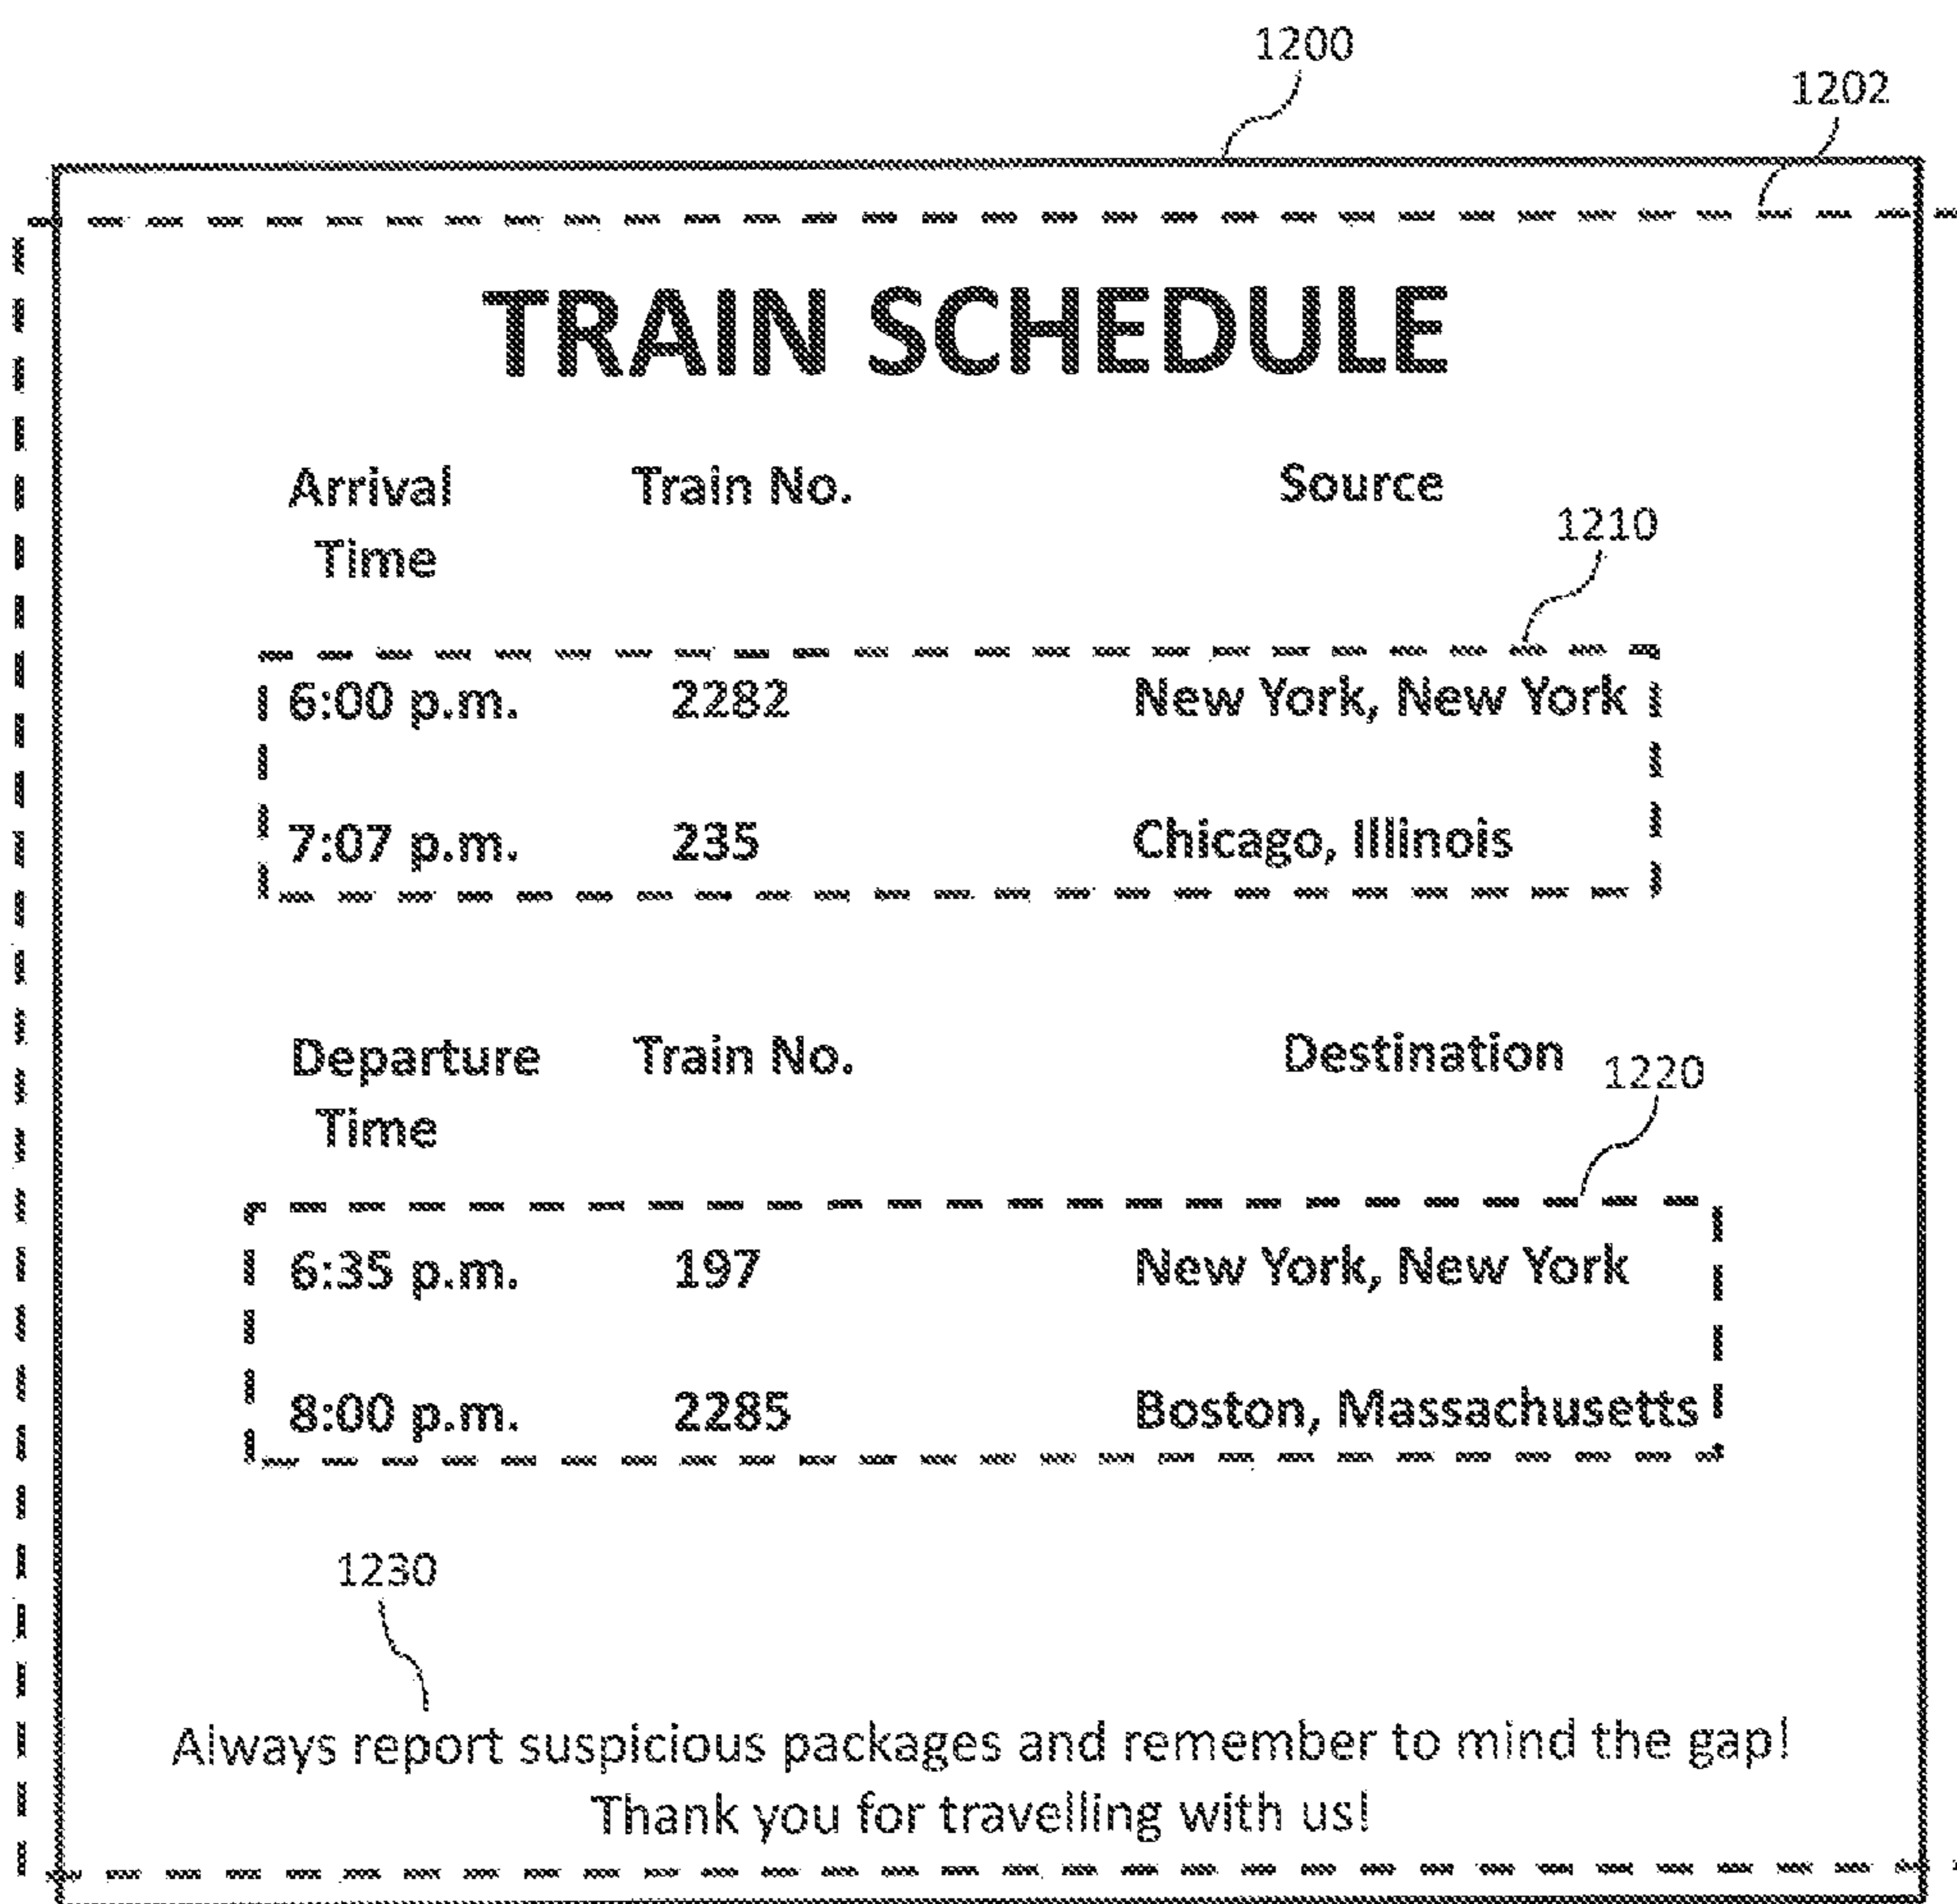 1200
1202
TRAIN SCHEDULE
Arrival Train No. Source
1210
Time
6:00 p.m. 2282 New York, New York
7:07 p.m. 235 Chicago, Illinois
Departure Train No. Destination
1220
Time
6:35 p.m. 197 New York, New York
8:00 p.m. 2285 Boston, Massachusetts
1230
Always report suspicious packages and remember to mind the gap!
Thank you for travelling with us!